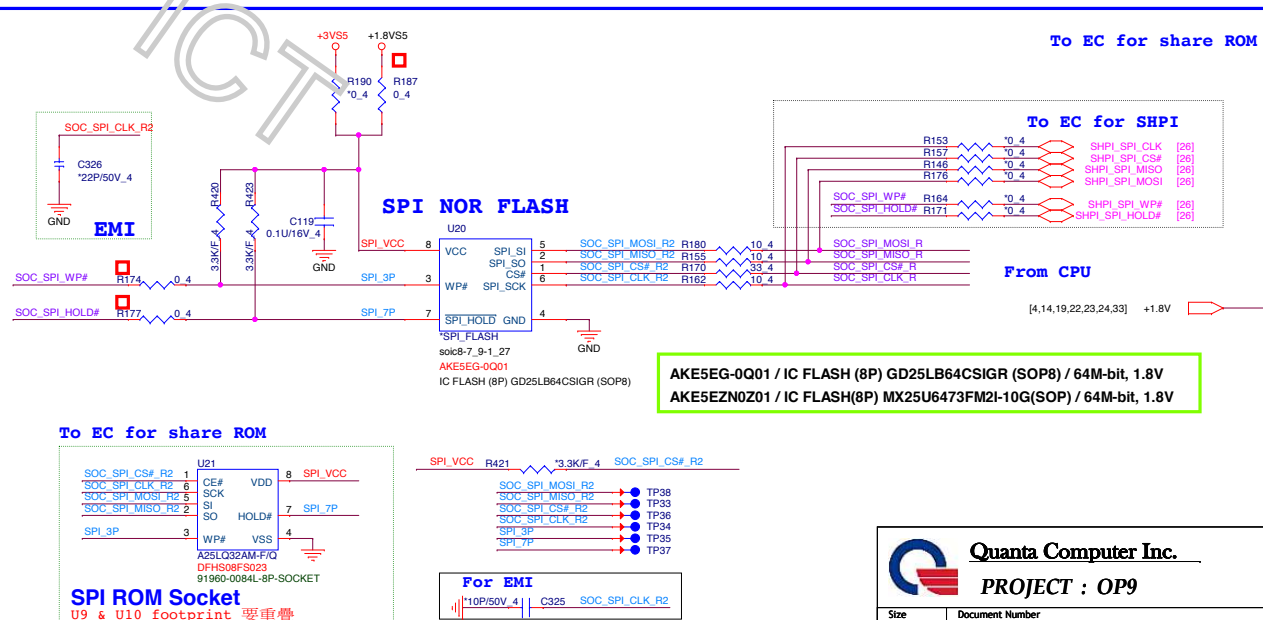 ICT
+3VS5
+1.8VS5
R190
*0_4
R187
0_4
To EC for share ROM
SOC_SPI_CLK_R2
C326
*22P/50V_4
GND
EMI
R420
3.3K/F_4
R423
3.3K/F_4
C119
0.1U/16V_4
GND
SPI NOR FLASH
U20
SPI_VCC
8
VCC
SPI_SI
5
SOC_SPI_MOSI_R2
R180
10_4
SOC_SPI_MOSI_R
SPI_SO
2
SOC_SPI_MISO_R2
R155
10_4
SOC_SPI_MISO_R
CS#
1
SOC_SPI_CS#_R2
R170
33_4
SOC_SPI_CS#_R
SPI_3P
3
WP#
SPI_SCK
6
SOC_SPI_CLK_R2
R162
10_4
SOC_SPI_CLK_R
SPI_7P
7
SPI_HOLD
GND
4
GND
*SPI_FLASH
soic8-7_9-1_27
AKE5EG-0Q01
IC FLASH (8P) GD25LB64CSIGR (SOP8)
SOC_SPI_WP#
R174
0_4
SOC_SPI_HOLD#
R177
0_4
To EC for SHPI
R153
*0_4
SHPI_SPI_CLK
[26]
R157
*0_4
SHPI_SPI_CS#
[26]
R146
*0_4
SHPI_SPI_MISO
[26]
R176
*0_4
SHPI_SPI_MOSI
[26]
SOC_SPI_WP#
R164
*0_4
SHPI_SPI_WP#
[26]
SOC_SPI_HOLD#
R171
*0_4
SHPI_SPI_HOLD#
[26]
From CPU
[4,14,19,22,23,24,33]
+1.8V
AKE5EG-0Q01 / IC FLASH (8P) GD25LB64CSIGR (SOP8) / 64M-bit, 1.8V
AKE5EZN0Z01 / IC FLASH(8P) MX25U6473FM2I-10G(SOP) / 64M-bit, 1.8V
To EC for share ROM
U21
SOC_SPI_CS#_R2
1
CE#
VDD
8
SPI_VCC
SOC_SPI_CLK_R2
6
SCK
SOC_SPI_MOSI_R2
5
SI
SOC_SPI_MISO_R2
2
SO
HOLD#
7
SPI_7P
SPI_3P
3
WP#
VSS
4
A25LQ32AM-F/Q
DFHS08FS023
91960-0084L-8P-SOCKET
SPI ROM Socket
U9 & U10 footprint 要重疊
SPI_VCC
R421
*3.3K/F_4
SOC_SPI_CS#_R2
SOC_SPI_MOSI_R2
TP38
SOC_SPI_MISO_R2
TP33
SOC_SPI_CS#_R2
TP36
SOC_SPI_CLK_R2
TP34
SPI_3P
TP35
SPI_7P
TP37
For EMI
*10P/50V_4
C325
SOC_SPI_CLK_R2
Quanta Computer Inc.
PROJECT : OP9
Size
Document Number